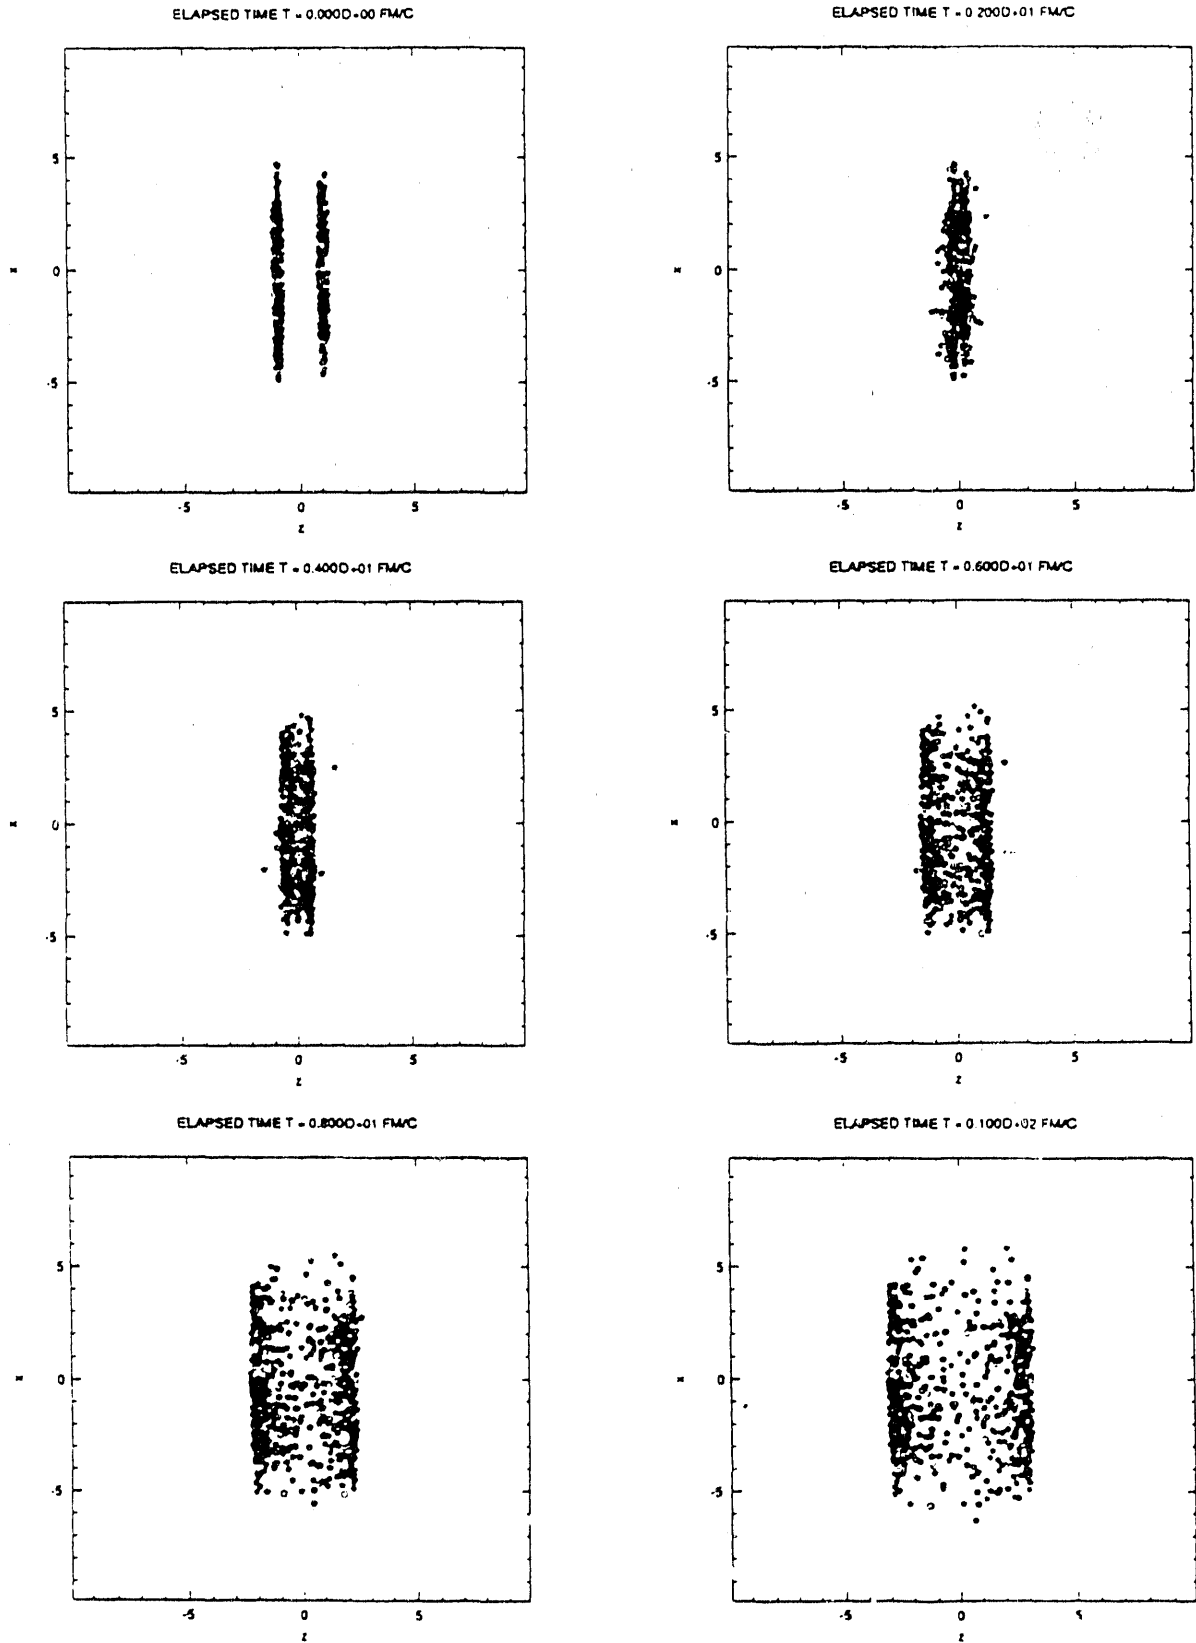 ELAPSED TIME T = 0.000D+00 FM/C
ELAPSED TIME T = 0.200D+01 FM/C
5
0
-5
x
-5
0
5
z
5
0
-5
x
-5
0
5
z
ELAPSED TIME T = 0.400D+01 FM/C
ELAPSED TIME T = 0.600D+01 FM/C
5
0
-5
x
-5
0
5
z
5
0
-5
x
-5
0
5
z
ELAPSED TIME T = 0.800D+01 FM/C
ELAPSED TIME T = 0.100D+02 FM/C
5
0
-5
x
-5
0
5
z
5
0
-5
x
-5
0
5
z